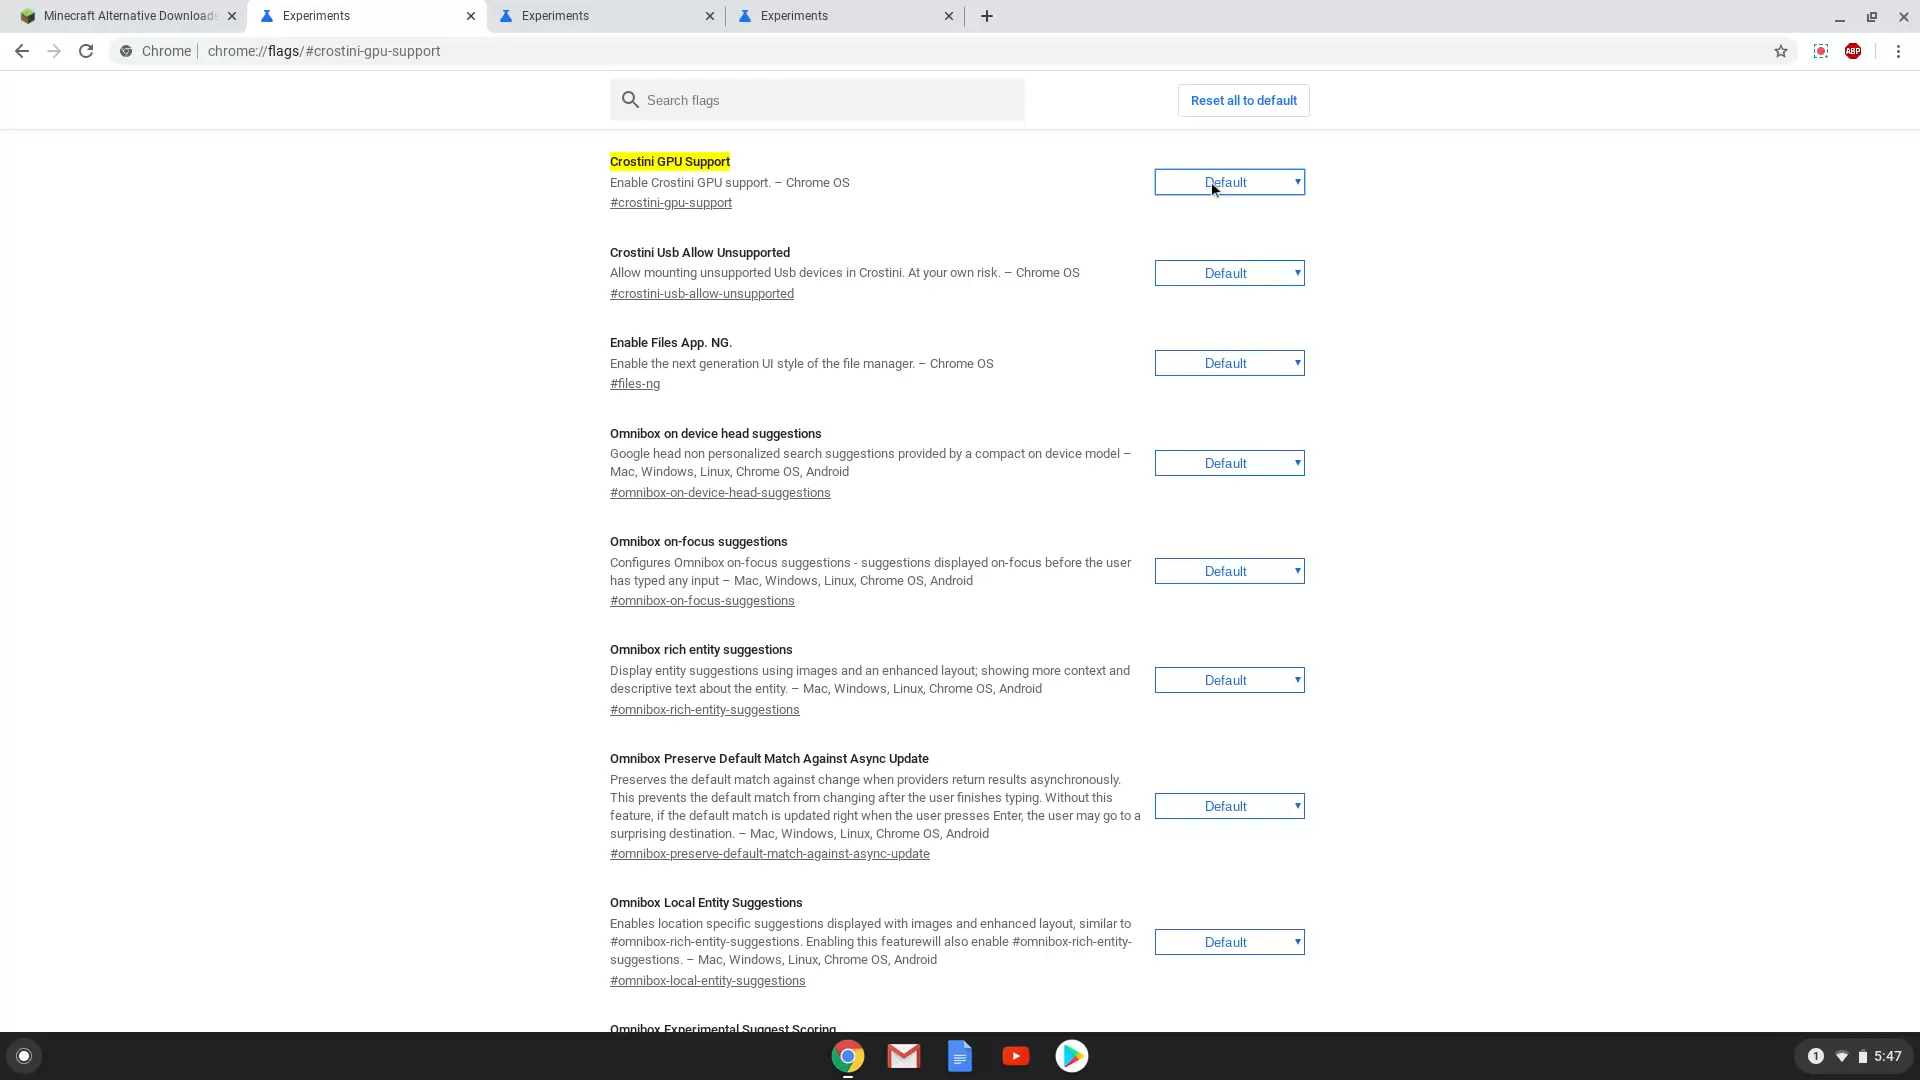 Minecraft Alternative Download
Experiments
Experiments
Experiments
Chrome
chrome://flags/#crostini-gpu-support
ABP
Search flags
Reset all to default
Crostini GPU Support
Enable Crostini GPU support. – Chrome OS
#crostini-gpu-support
Default
Crostini Usb Allow Unsupported
Allow mounting unsupported Usb devices in Crostini. At your own risk. – Chrome OS
#crostini-usb-allow-unsupported
Default
Enable Files App. NG.
Enable the next generation UI style of the file manager. – Chrome OS
#files-ng
Default
Omnibox on device head suggestions
Google head non personalized search suggestions provided by a compact on device model –
Mac, Windows, Linux, Chrome OS, Android
#omnibox-on-device-head-suggestions
Default
Omnibox on-focus suggestions
Configures Omnibox on-focus suggestions - suggestions displayed on-focus before the user
has typed any input – Mac, Windows, Linux, Chrome OS, Android
#omnibox-on-focus-suggestions
Default
Omnibox rich entity suggestions
Display entity suggestions using images and an enhanced layout; showing more context and
descriptive text about the entity. – Mac, Windows, Linux, Chrome OS, Android
#omnibox-rich-entity-suggestions
Default
Omnibox Preserve Default Match Against Async Update
Preserves the default match against change when providers return results asynchronously.
This prevents the default match from changing after the user finishes typing. Without this
feature, if the default match is updated right when the user presses Enter, the user may go to a
surprising destination. – Mac, Windows, Linux, Chrome OS, Android
#omnibox-preserve-default-match-against-async-update
Default
Omnibox Local Entity Suggestions
Enables location specific suggestions displayed with images and enhanced layout, similar to
#omnibox-rich-entity-suggestions. Enabling this featurewill also enable #omnibox-rich-entity-
suggestions. – Mac, Windows, Linux, Chrome OS, Android
#omnibox-local-entity-suggestions
Default
Omnibox Experimental Suggest Scoring
1
5:47